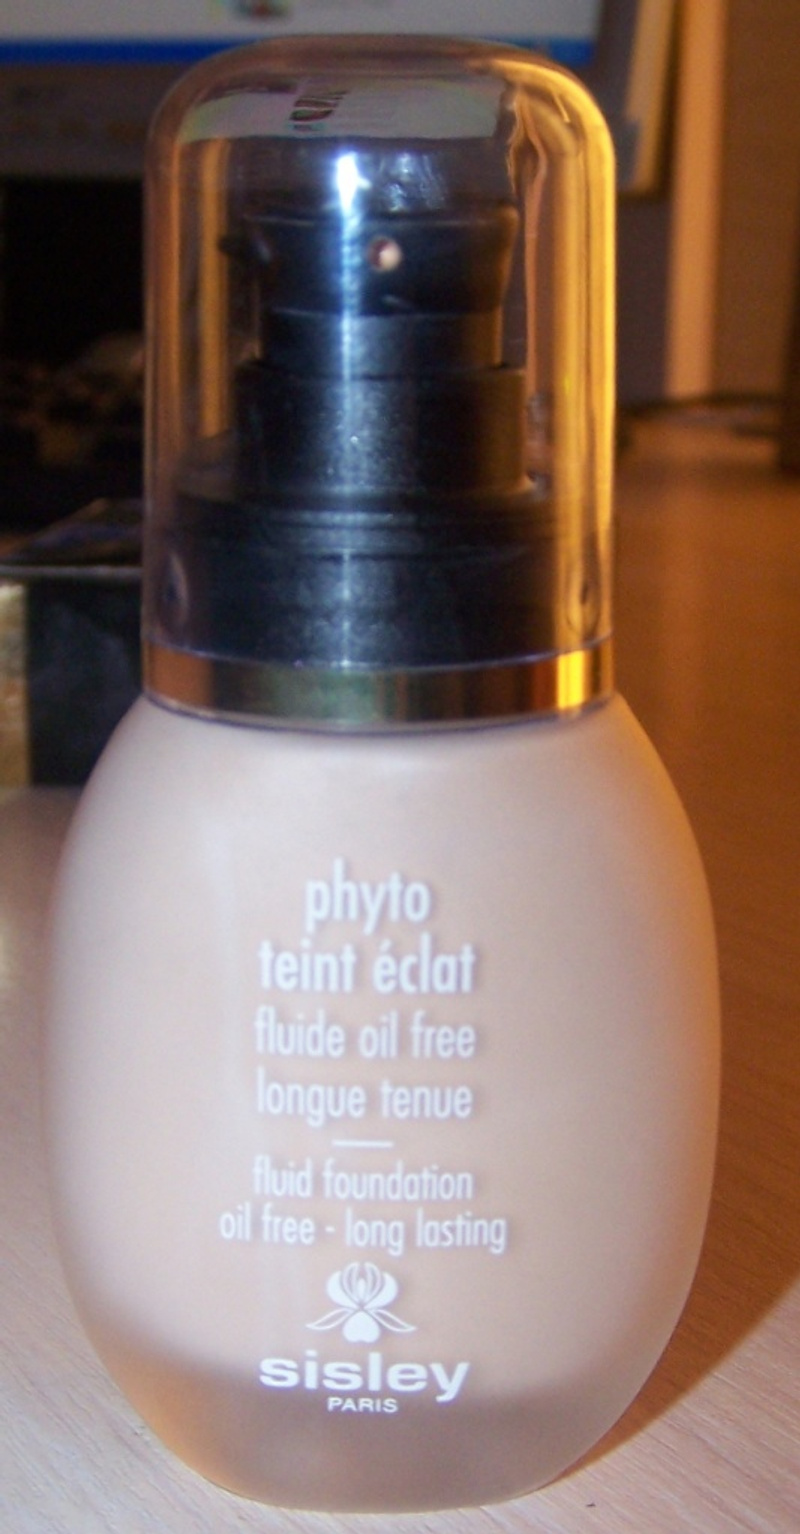 phyto
teint éclat
fluide oil free
longue tenue
fluid foundation
oil free - long lasting
sisley
PARIS